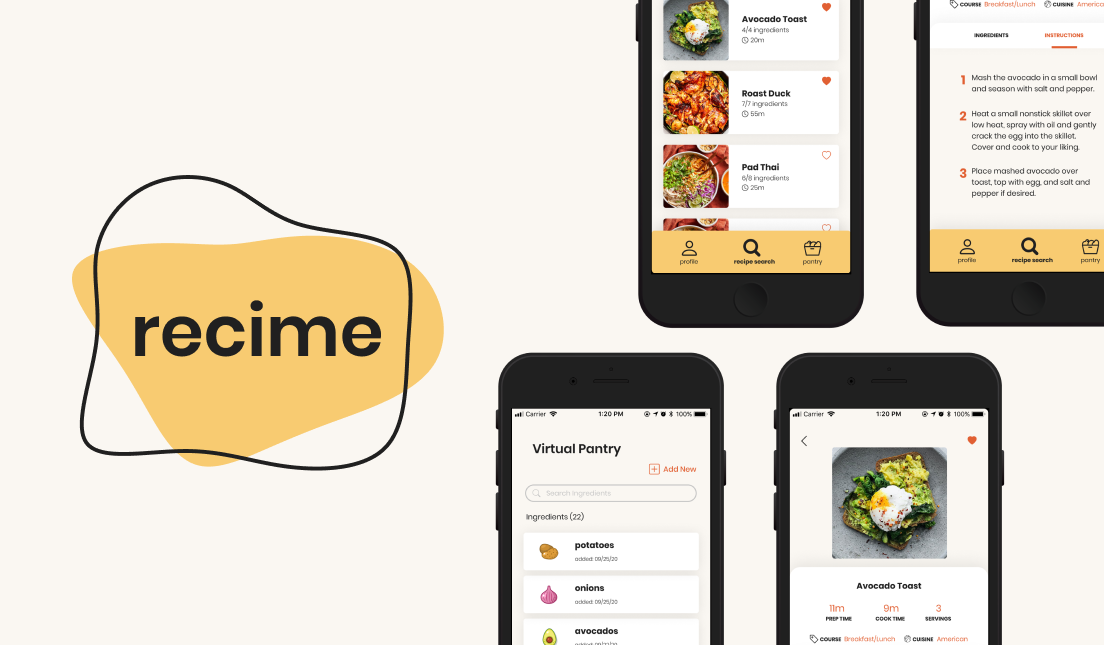 recime
Avocado Toast
4/4 ingredients
20m
Roast Duck
7/7 ingredients
55m
Pad Thai
6/8 ingredients
25m
profile
recipe search
pantry
COURSE Breakfast/Lunch CUISINE America
INGREDIENTS INSTRUCTIONS
1 Mash the avocado in a small bowl
and season with salt and pepper.
2 Heat a small nonstick skillet over
low heat, spray with oil and gently
crack the egg into the skillet.
Cover and cook to your liking.
3 Place mashed avocado over
toast, top with egg, and salt and
pepper if desired.
profile
recipe search
pantry
Carrier 1:20 PM 100%
Virtual Pantry
Add New
Search Ingredients
Ingredients (22)
potatoes
added: 09/25/20
onions
added: 09/25/20
avocados
Carrier 1:20 PM 100%
Avocado Toast
11m 9m 3
PREP TIME COOK TIME SERVINGS
COURSE Breakfast/Lunch CUISINE American